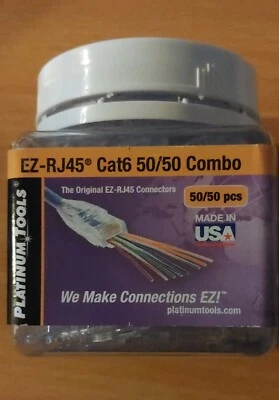 EZ-RJ45® Cat6 50/50 Combo
The Original EZ-RJ45 Connectors
50/50 pcs
MADE IN
USA
PLATINUM TOOLS®
We Make Connections EZ!™
platinumtools.com